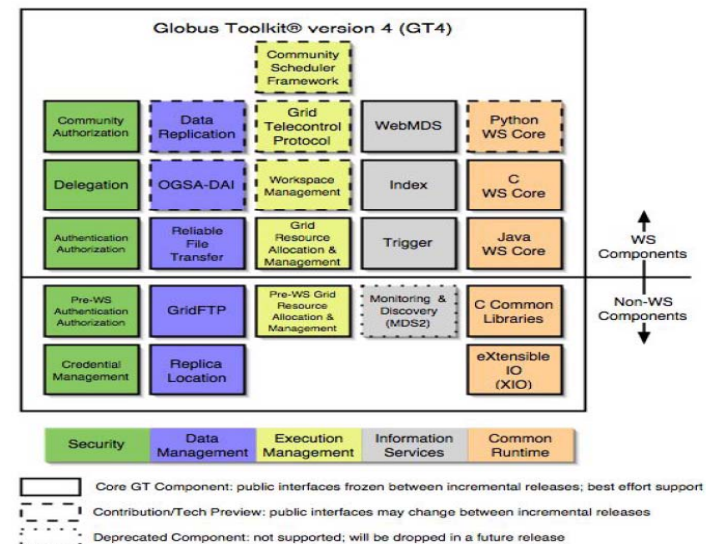 Globus Toolkit® version 4 (GT4)
Community
Scheduler
Framework
Community
Authorization
Data
Replication
Grid
Telecontrol
Protocol
WebMDS
Python
WS Core
Delegation
OGSA-DAI
Workspace
Management
Index
C
WS Core
Authentication
Authorization
Reliable
File
Transfer
Grid
Resource
Allocation &
Management
Trigger
Java
WS Core
WS
Components
Pre-WS
Authentication
Authorization
GridFTP
Pre-WS Grid
Resource
Allocation &
Management
Monitoring &
Discovery
(MDS2)
C Common
Libraries
Non-WS
Components
Credential
Management
Replica
Location
eXtensible
IO
(XIO)
Security
Data
Management
Execution
Management
Information
Services
Common
Runtime
Core GT Component: public interfaces frozen between incremental releases; best effort support
Contribution/Tech Preview: public interfaces may change between incremental releases
Deprecated Component: not supported; will be dropped in a future release